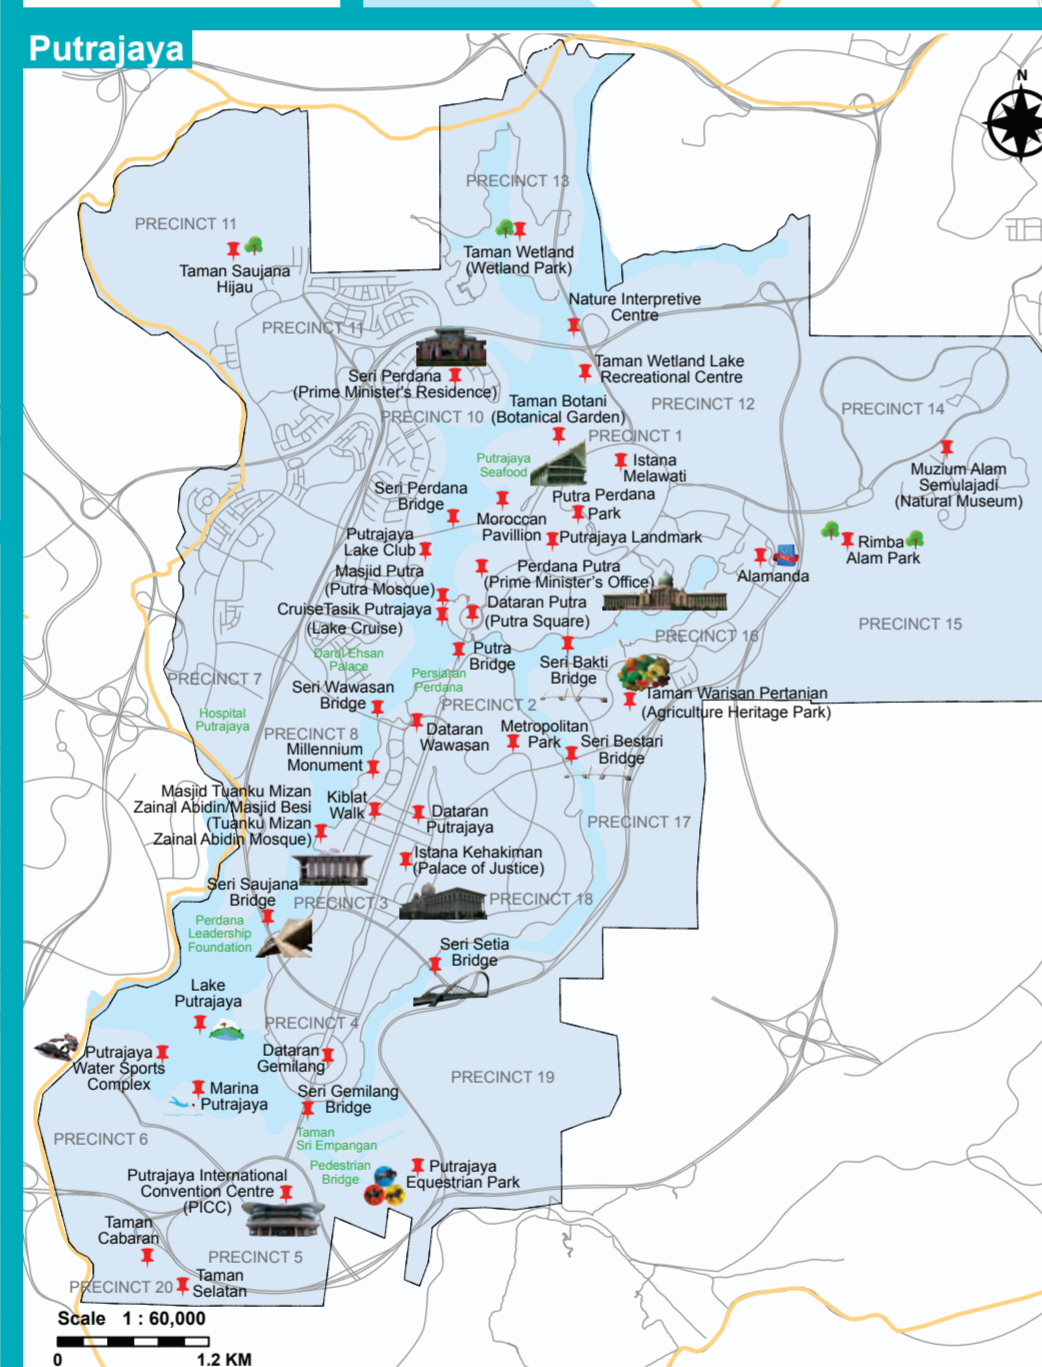 Putrajaya
N
PRECINCT 13
PRECINCT 11
Taman Wetland
(Wetland Park)
Taman Saujana
Hijau
Nature Interpretive
Centre
PRECINCT 11
Taman Wetland Lake
Recreational Centre
Seri Perdana
(Prime Minister's Residence)
Taman Botani
(Botanical Garden)
PRECINCT 12
PRECINCT 14
PRECINCT 10
PRECINCT 1
Putrajaya
Seafood
Istana
Melawati
Muzium Alam
Semulajadi
(Natural Museum)
Seri Perdana
Bridge
Putra Perdana
Park
Moroccan
Pavillion
Putrajaya Landmark
Putrajaya
Lake Club
Rimba
Alam Park
Masjid Putra
(Putra Mosque)
Perdana Putra
(Prime Minister's Office)
Alamanda
CruiseTasik Putrajaya
(Lake Cruise)
Dataran Putra
(Putra Square)
PRECINCT 15
PRECINCT 16
Darul Ehsan
Palace
Putra
Bridge
Seri Bakti
Bridge
PRECINCT 7
Persiaran
Perdana
Seri Wawasan
Bridge
Taman Warisan Pertanian
(Agriculture Heritage Park)
PRECINCT 2
Hospital
Putrajaya
PRECINCT 8
Dataran
Wawasan
Metropolitan
Park
Seri Bestari
Bridge
Millennium
Monument
Masjid Tuanku Mizan
Zainal Abidin/Masjid Besi
(Tuanku Mizan
Zainal Abidin Mosque)
Kiblat
Walk
Dataran
Putrajaya
PRECINCT 17
Istana Kehakiman
(Palace of Justice)
Seri Saujana
Bridge
PRECINCT 3
PRECINCT 18
Perdana
Leadership
Foundation
Seri Setia
Bridge
Lake
Putrajaya
PRECINCT 4
Putrajaya
Water Sports
Complex
Dataran
Gemilang
PRECINCT 19
Marina
Putrajaya
Seri Gemilang
Bridge
PRECINCT 6
Taman
Sri Empangan
Pedestrian
Bridge
Putrajaya
Equestrian Park
Putrajaya International
Convention Centre
(PICC)
Taman
Cabaran
PRECINCT 5
PRECINCT 20
Taman
Selatan
Scale 1 : 60,000
0 1.2 KM